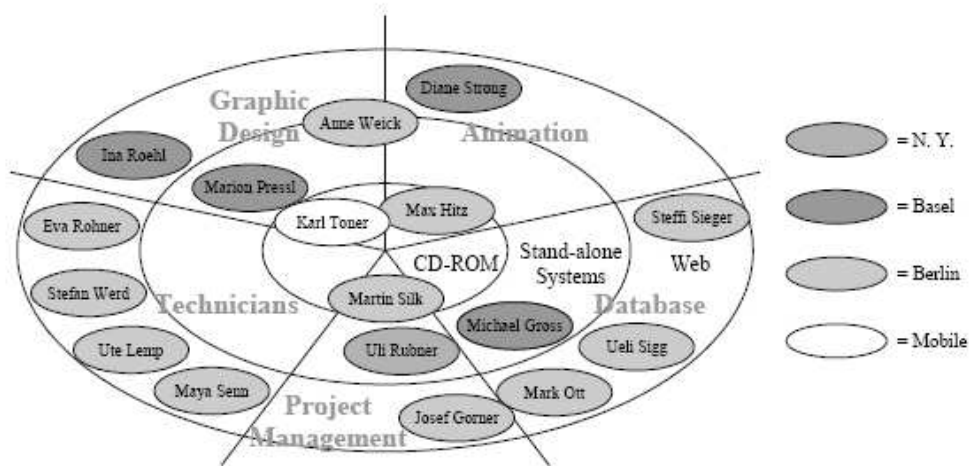 Diane Strong
Graphic
Design
Anne Weick
Animation
= N. Y.
Ina Roehl
Marion Pressl
Karl Toner
Max Hitz
Steffi Sieger
= Basel
Eva Rohner
CD-ROM
Stand-alone
Systems
Web
= Berlin
Stefan Werd
Technicians
Martin Silk
Database
Michael Gross
Ute Lemp
Uli Rubner
Ueli Sigg
= Mobile
Maya Senn
Mark Ott
Project
Management
Josef Gorner